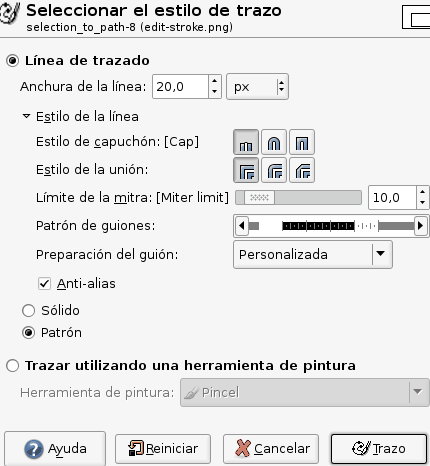 Seleccionar el estilo de trazo
selection_to_path-8 (edit-stroke.png)
Línea de trazado
Anchura de la línea: 20,0 px
Estilo de la línea
Estilo de capuchón: [Cap]
Estilo de la unión:
Límite de la mitra: [Miter limit] 10,0
Patrón de guiones:
Preparación del guión: Personalizada
Anti-alias
Sólido
Patrón
Trazar utilizando una herramienta de pintura
Herramienta de pintura: Pincel
Ayuda Reiniciar Cancelar Trazo